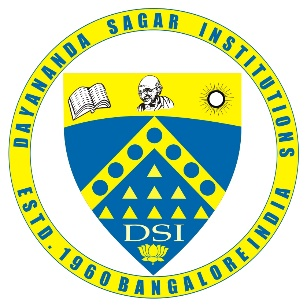 DAYANANDA SAGAR INSTITUTIONS
ESTD. 1960 BANGALORE INDIA
DSI